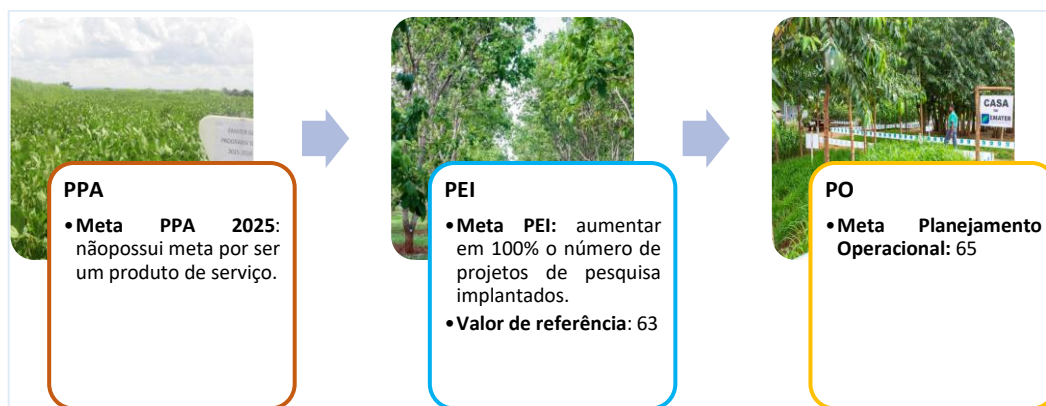 EMATER
CASA
EMATER
PPA
•Meta PPA 2025:
nãopossui meta por ser
um produto de serviço.
PEI
•Meta PEI: aumentar
em 100% o número de
projetos de pesquisa
implantados.
•Valor de referência: 63
PO
•Meta Planejamento
Operacional: 65